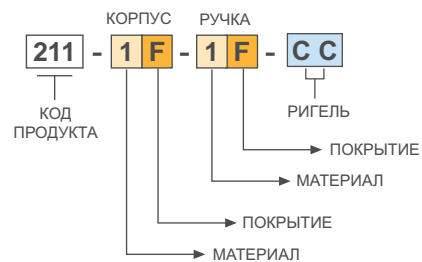 КОРПУС РУЧКА
211 - 1 F - 1 F - C C
КОД
ПРОДУКТА
РИГЕЛЬ
ПОКРЫТИЕ
МАТЕРИАЛ
ПОКРЫТИЕ
МАТЕРИАЛ